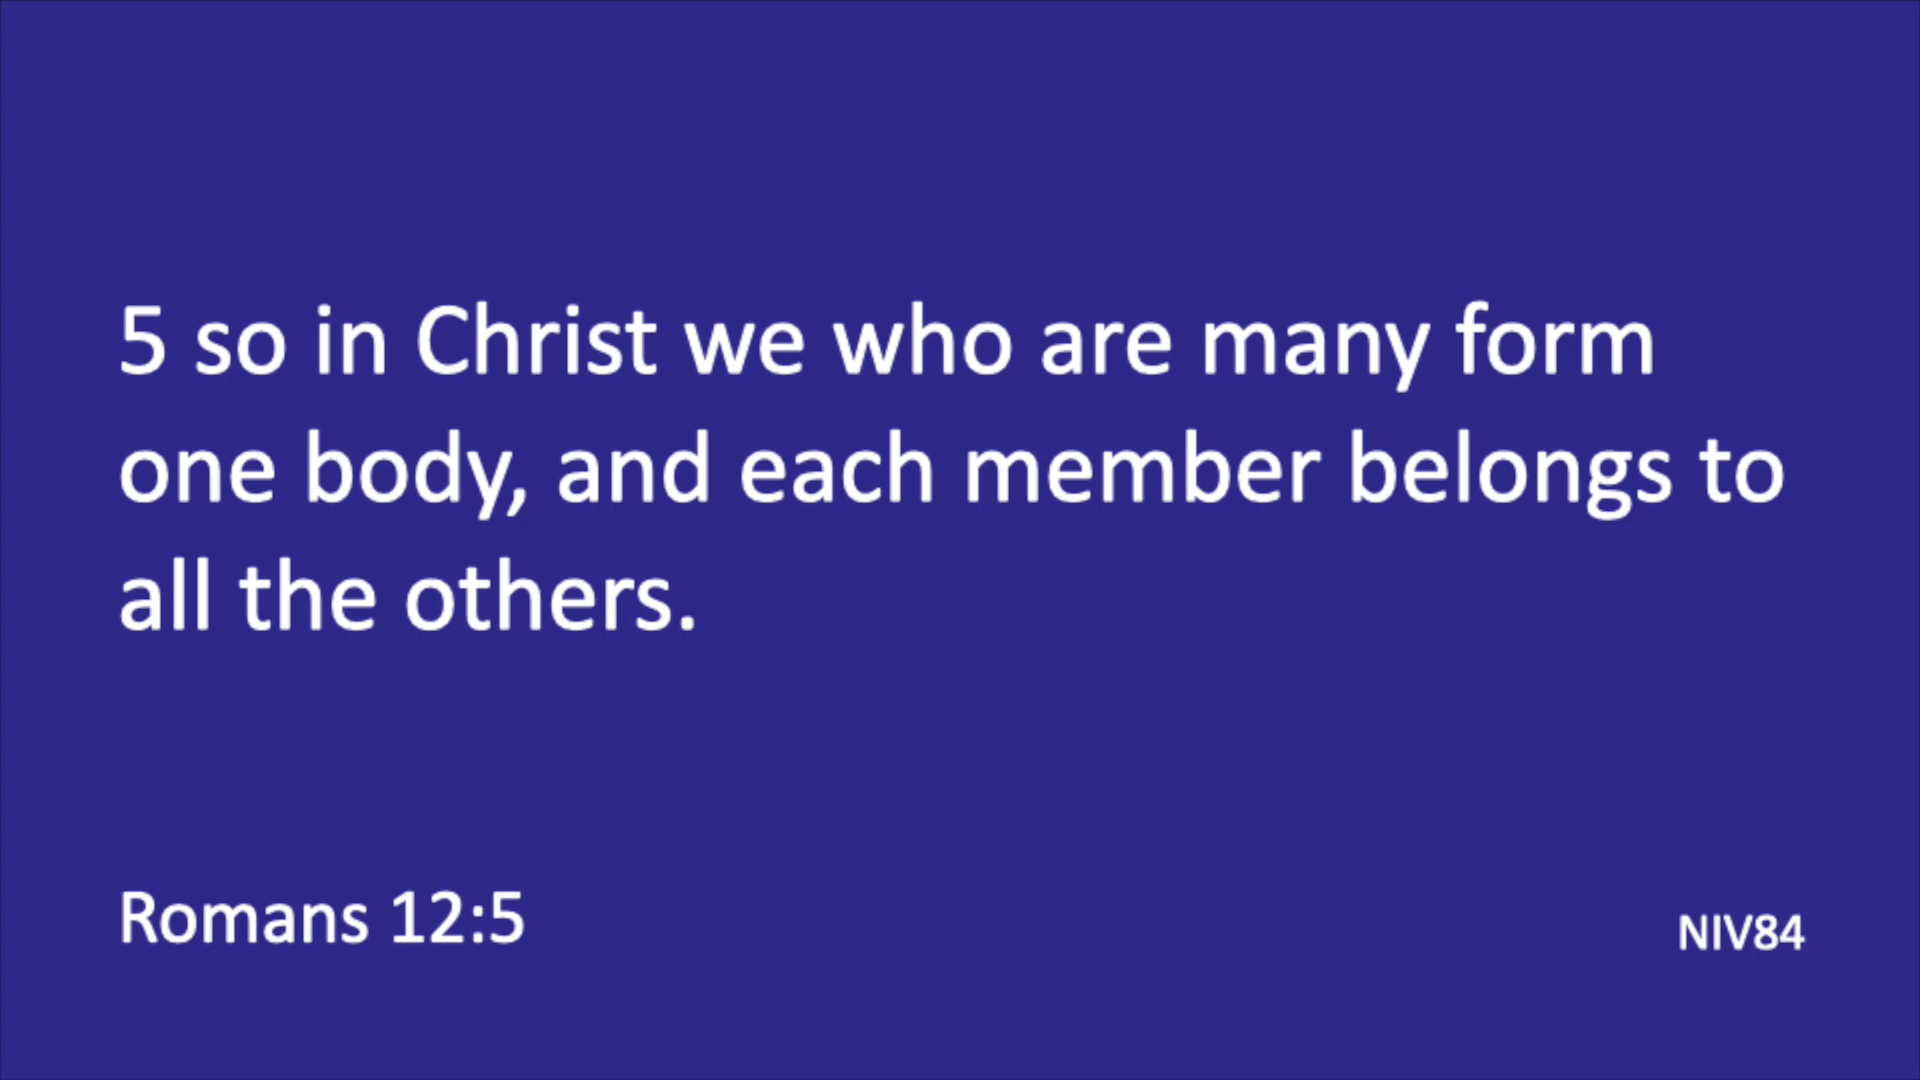 5 so in Christ we who are many form
one body, and each member belongs to
all the others.
Romans 12:5
NIV84